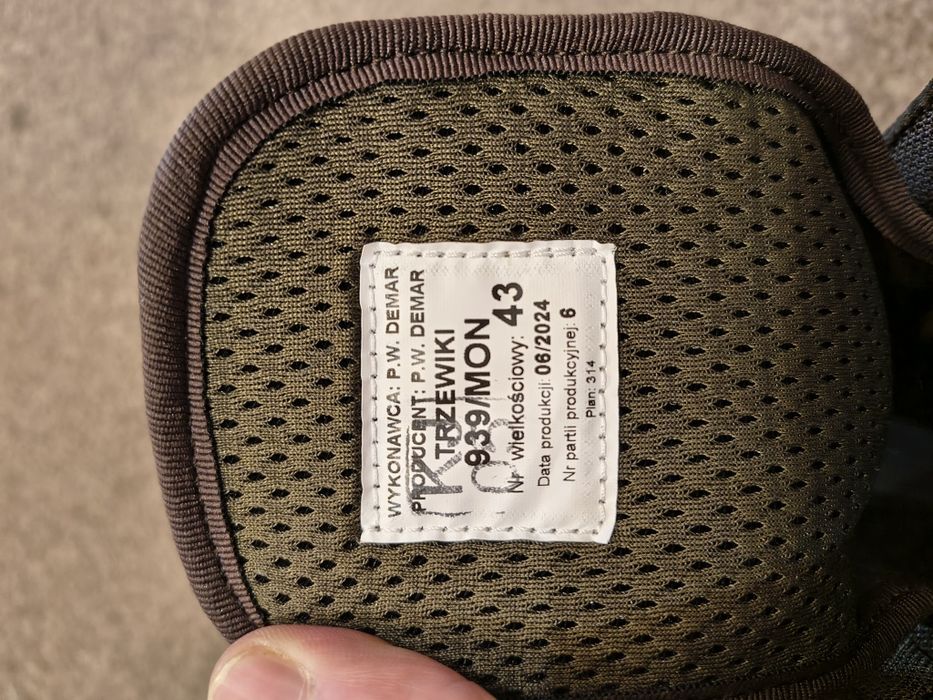 WYKONAWCA: P.W. DEMAR
PRODUCENT: P.W. DEMAR
TRZEWIKI
939/MON
Nr wielkościowy: 43
Data produkcji: 06/2024
Nr partii produkcyjnej: 6
Plan: 314